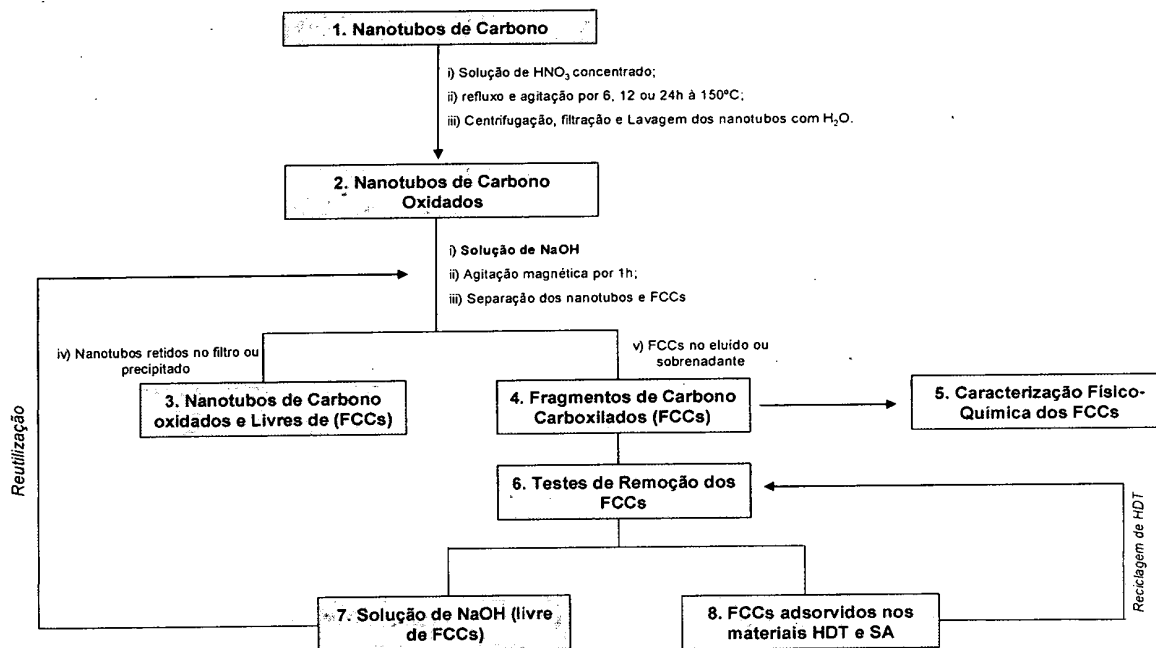 1. Nanotubos de Carbono
i) Solução de HNO₃ concentrado;
ii) refluxo e agitação por 6, 12 ou 24h à 150ºC;
iii) Centrifugação, filtração e Lavagem dos nanotubos com H₂O.
2. Nanotubos de Carbono
Oxidados
i) Solução de NaOH
ii) Agitação magnética por 1h;
iii) Separação dos nanotubos e FCCs
iv) Nanotubos retidos no filtro ou
precipitado
v) FCCs no eluído ou
sobrenadante
3. Nanotubos de Carbono
oxidados e Livres de (FCCs)
4. Fragmentos de Carbono
Carboxilados (FCCs)
5. Caracterização Físico-
Química dos FCCs
Reutilização
6. Testes de Remoção dos
FCCs
Reciclagem de HDT
7. Solução de NaOH (livre
de FCCs)
8. FCCs adsorvidos nos
materiais HDT e SA